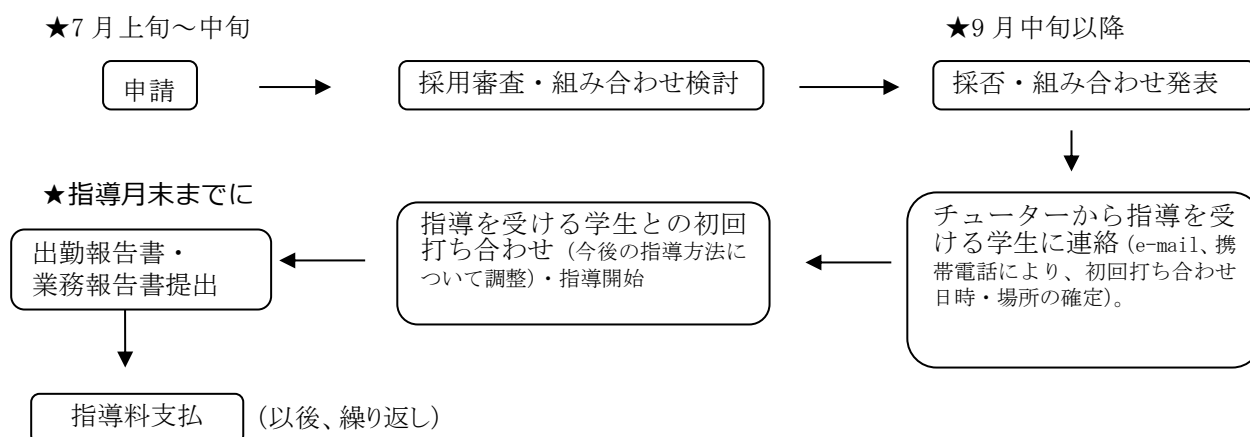 ★7月上旬～中旬
★9月中旬以降
申請
採用審査・組み合わせ検討
採否・組み合わせ発表
チューターから指導を受
ける学生に連絡(e-mail、携
帯電話により、初回打ち合わせ
日時・場所の確定)。
指導を受ける学生との初回
打ち合わせ(今後の指導方法に
ついて調整)・指導開始
★指導月末までに
出勤報告書・
業務報告書提出
指導料支払
(以後、繰り返し)